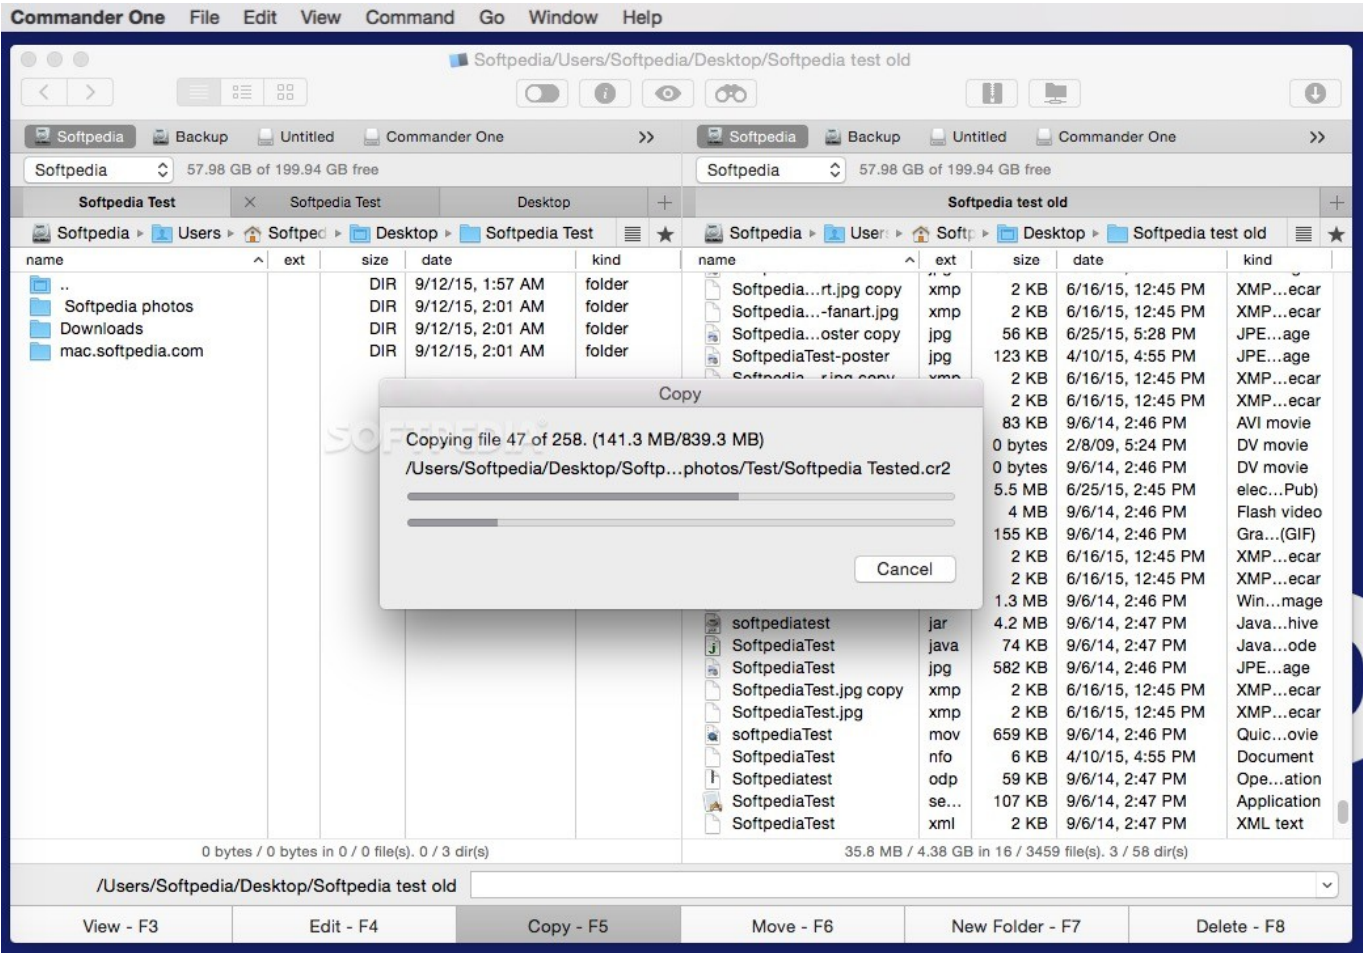 Commander One File Edit View Command Go Window Help
Softpedia/Users/Softpedia/Desktop/Softpedia test old
Softpedia Backup Untitled Commander One >> Softpedia Backup Untitled Commander One >>
Softpedia 57.98 GB of 199.94 GB free Softpedia 57.98 GB of 199.94 GB free
Softpedia Test × Softpedia Test Desktop + Softpedia test old +
Softpedia Users Softped Desktop Softpedia Test Softpedia User Softp Desktop Softpedia test old
name ext size date kind name ext size date kind
.. DIR 9/12/15, 1:57 AM folder
Softpedia photos DIR 9/12/15, 2:01 AM folder
Downloads DIR 9/12/15, 2:01 AM folder
mac.softpedia.com DIR 9/12/15, 2:01 AM folder
Softpedia...rt.jpg copy xmp 2 KB 6/16/15, 12:45 PM XMP...ecar
Softpedia...-fanart.jpg xmp 2 KB 6/16/15, 12:45 PM XMP...ecar
Softpedia...oster copy jpg 56 KB 6/25/15, 5:28 PM JPE...age
SoftpediaTest-poster jpg 123 KB 4/10/15, 4:55 PM JPE...age
Softpedia...r.jpg copy xmp 2 KB 6/16/15, 12:45 PM XMP...ecar
2 KB 6/16/15, 12:45 PM XMP...ecar
83 KB 9/6/14, 2:46 PM AVI movie
0 bytes 2/8/09, 5:24 PM DV movie
0 bytes 9/6/14, 2:46 PM DV movie
5.5 MB 6/25/15, 2:45 PM elec...Pub)
4 MB 9/6/14, 2:46 PM Flash video
155 KB 9/6/14, 2:46 PM Gra...(GIF)
2 KB 6/16/15, 12:45 PM XMP...ecar
2 KB 6/16/15, 12:45 PM XMP...ecar
1.3 MB 9/6/14, 2:46 PM Win...mage
softpediatest jar 4.2 MB 9/6/14, 2:47 PM Java...hive
SoftpediaTest java 74 KB 9/6/14, 2:47 PM Java...ode
SoftpediaTest jpg 582 KB 9/6/14, 2:46 PM JPE...age
SoftpediaTest.jpg copy xmp 2 KB 6/16/15, 12:45 PM XMP...ecar
SoftpediaTest.jpg xmp 2 KB 6/16/15, 12:45 PM XMP...ecar
softpediaTest mov 659 KB 9/6/14, 2:46 PM Quic...ovie
SoftpediaTest nfo 6 KB 4/10/15, 4:55 PM Document
Softpediatest odp 59 KB 9/6/14, 2:47 PM Ope...ation
SoftpediaTest se... 107 KB 9/6/14, 2:47 PM Application
SoftpediaTest xml 2 KB 9/6/14, 2:47 PM XML text
Copy
SOFTPEDIA
Copying file 47 of 258. (141.3 MB/839.3 MB)
/Users/Softpedia/Desktop/Softp...photos/Test/Softpedia Tested.cr2
Cancel
0 bytes / 0 bytes in 0 / 0 file(s). 0 / 3 dir(s) 35.8 MB / 4.38 GB in 16 / 3459 file(s). 3 / 58 dir(s)
/Users/Softpedia/Desktop/Softpedia test old
View - F3 Edit - F4 Copy - F5 Move - F6 New Folder - F7 Delete - F8